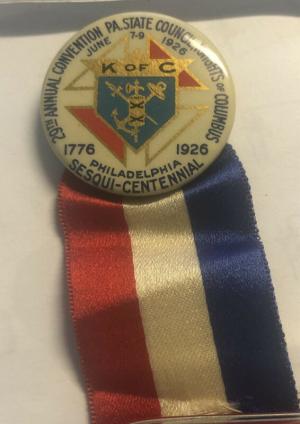 29TH ANNUAL CONVENTION PA. STATE COUNCIL KNIGHTS OF COLUMBUS
JUNE 7-9 1926
K OF C
1776 1926
PHILADELPHIA
SESQUI-CENTENNIAL